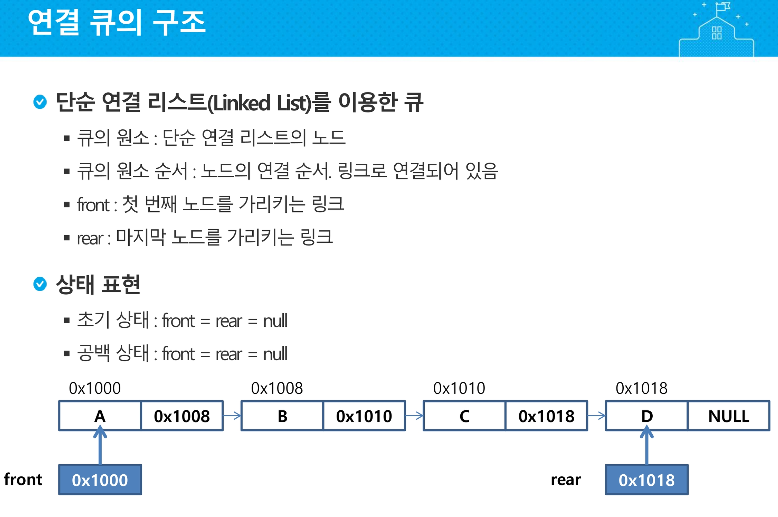 연결 큐의 구조
단순 연결 리스트(Linked List)를 이용한 큐
▪ 큐의 원소 : 단순 연결 리스트의 노드
▪ 큐의 원소 순서 : 노드의 연결 순서. 링크로 연결되어 있음
▪ front : 첫 번째 노드를 가리키는 링크
▪ rear : 마지막 노드를 가리키는 링크
상태 표현
▪ 초기 상태 : front = rear = null
▪ 공백 상태 : front = rear = null
0x1000 0x1008 0x1010 0x1018
A 0x1008 B 0x1010 C 0x1018 D NULL
front 0x1000 rear 0x1018